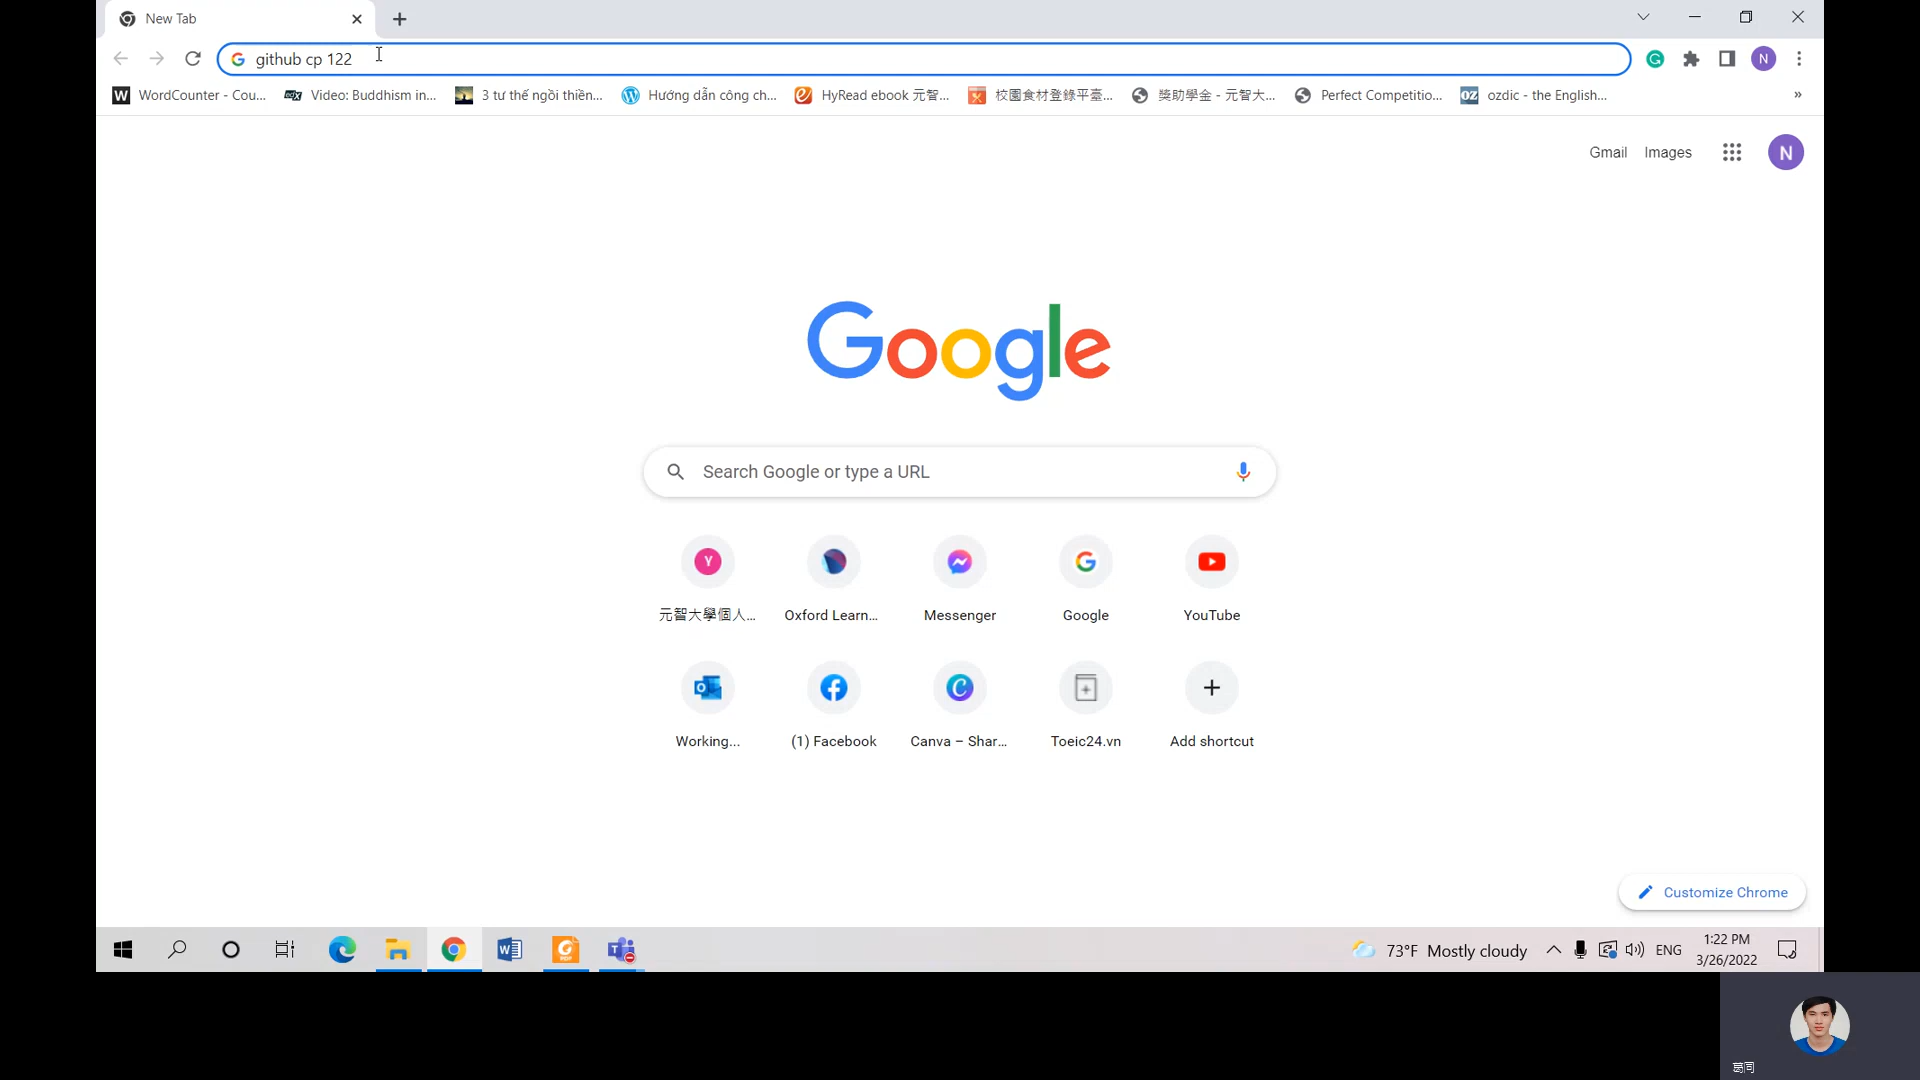 New Tab
github cp 122
WordCounter - Cou...
Video: Buddhism in...
3 tư thế ngồi thiền...
Hướng dẫn công ch...
HyRead ebook 元智...
校園食材登錄平臺...
獎助學金 - 元智大...
Perfect Competitio...
ozdic - the English...
Gmail
Images
N
Google
Search Google or type a URL
元智大學個人...
Oxford Learn...
Messenger
Google
YouTube
Working...
(1) Facebook
Canva – Shar...
Toeic24.vn
Add shortcut
Customize Chrome
73°F Mostly cloudy
ENG
1:22 PM
3/26/2022